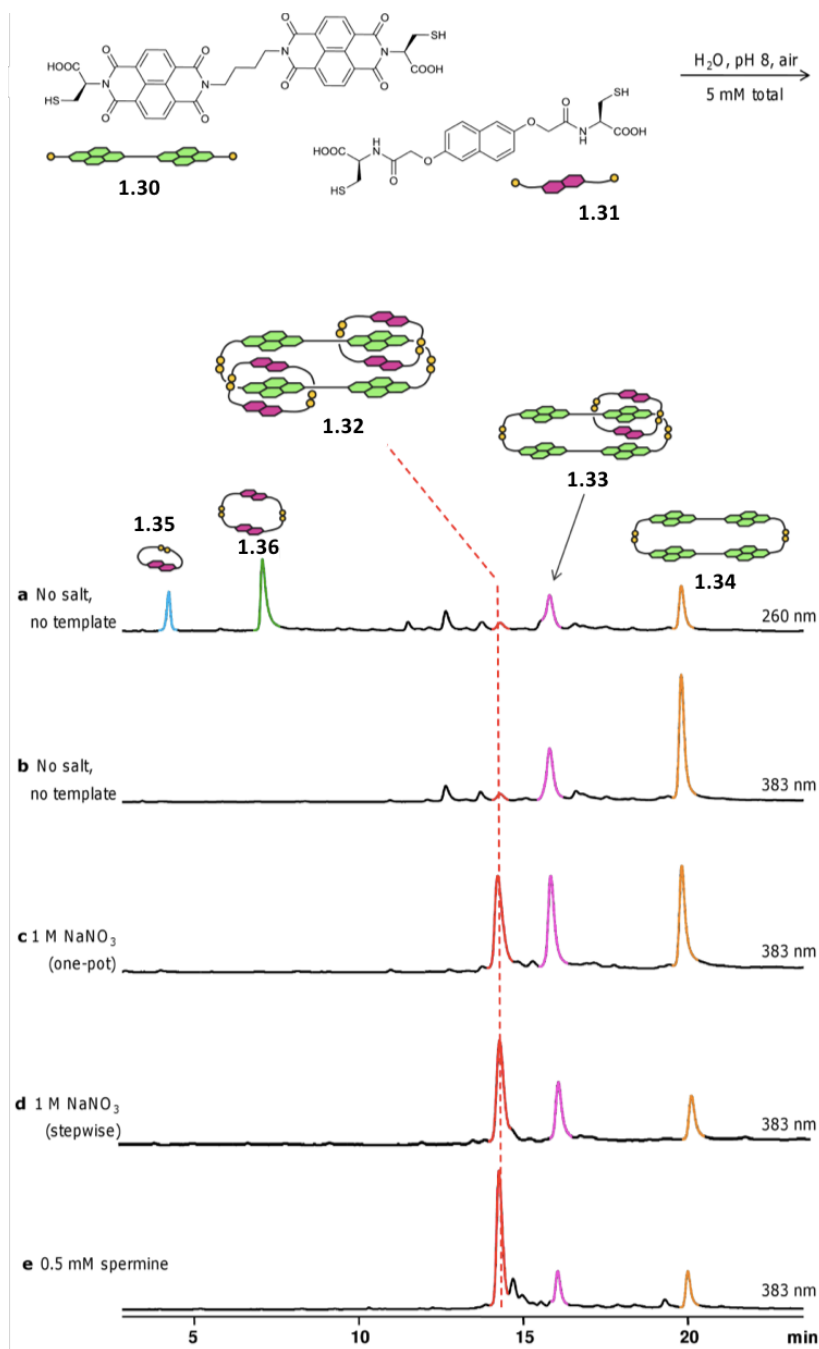 O
O
O
O
SH
HOOC
N
N
N
N
HS
O
O
O
O
COOH
H₂O, pH 8, air
5 mM total
1.30
O
SH
O
N
H
COOH
HOOC
H
N
O
O
HS
1.31
1.32
1.33
1.35
1.36
1.34
a No salt,
no template
260 nm
b No salt,
no template
383 nm
c 1 M NaNO₃
(one-pot)
383 nm
d 1 M NaNO₃
(stepwise)
383 nm
e 0.5 mM spermine
383 nm
5
10
15
20
min